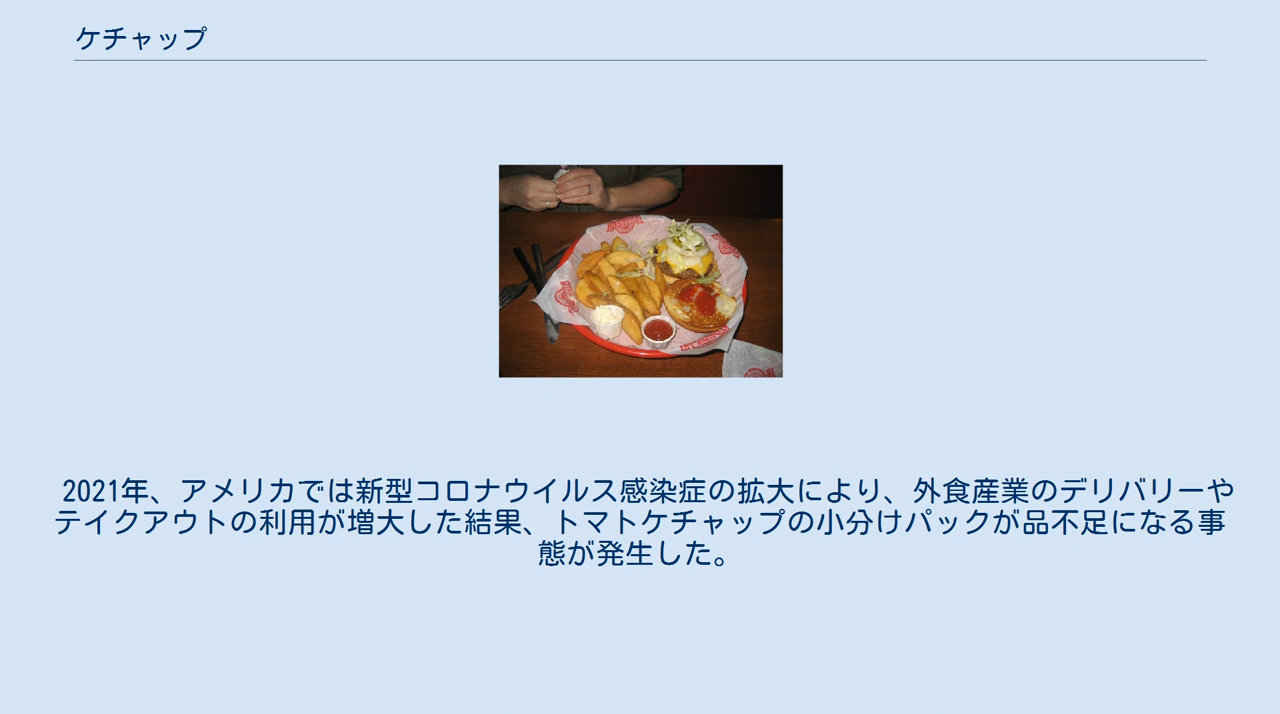 ケチャップ
2021年、アメリカでは新型コロナウイルス感染症の拡大により、外食産業のデリバリーや
テイクアウトの利用が増大した結果、トマトケチャップの小分けパックが品不足になる事
態が発生した。